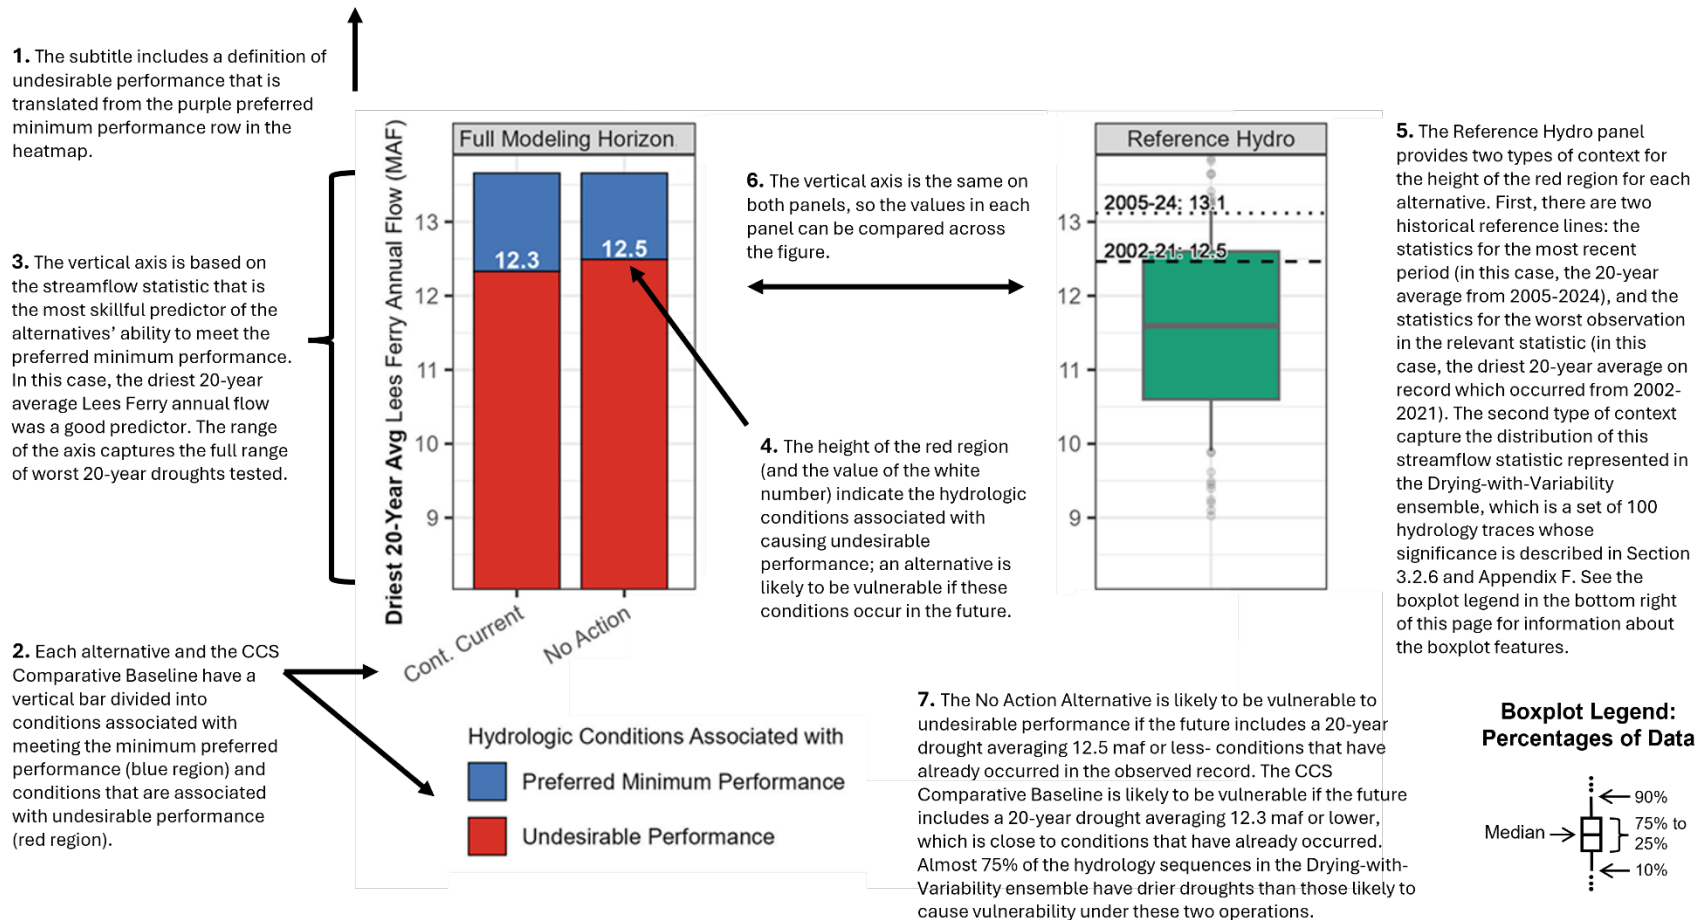 1. The subtitle includes a definition of
undesirable performance that is
translated from the purple preferred
minimum performance row in the
heatmap.
3. The vertical axis is based on
the streamflow statistic that is
the most skillful predictor of the
alternatives’ ability to meet the
preferred minimum performance.
In this case, the driest 20-year
average Lees Ferry annual flow
was a good predictor. The range
of the axis captures the full range
of worst 20-year droughts tested.
2. Each alternative and the CCS
Comparative Baseline have a
vertical bar divided into
conditions associated with
meeting the minimum preferred
performance (blue region) and
conditions that are associated
with undesirable performance
(red region).
Driest 20-Year Avg Lees Ferry Annual Flow (MAF)
Full Modeling Horizon
13
12
11
10
9
12.3
12.5
Cont. Current
No Action
Hydrologic Conditions Associated with
Preferred Minimum Performance
Undesirable Performance
6. The vertical axis is the same on
both panels, so the values in each
panel can be compared across
the figure.
4. The height of the red region
(and the value of the white
number) indicate the hydrologic
conditions associated with
causing undesirable
performance; an alternative is
likely to be vulnerable if these
conditions occur in the future.
Reference Hydro
13
12
11
10
9
2005-24: 13.1
2002-21: 12.5
5. The Reference Hydro panel
provides two types of context for
the height of the red region for each
alternative. First, there are two
historical reference lines: the
statistics for the most recent
period (in this case, the 20-year
average from 2005-2024), and the
statistics for the worst observation
in the relevant statistic (in this
case, the driest 20-year average on
record which occurred from 2002-
2021). The second type of context
capture the distribution of this
streamflow statistic represented in
the Drying-with-Variability
ensemble, which is a set of 100
hydrology traces whose
significance is described in Section
3.2.6 and Appendix F. See the
boxplot legend in the bottom right
of this page for information about
the boxplot features.
7. The No Action Alternative is likely to be vulnerable to
undesirable performance if the future includes a 20-year
drought averaging 12.5 maf or less- conditions that have
already occurred in the observed record. The CCS
Comparative Baseline is likely to be vulnerable if the future
includes a 20-year drought averaging 12.3 maf or lower,
which is close to conditions that have already occurred.
Almost 75% of the hydrology sequences in the Drying-with-
Variability ensemble have drier droughts than those likely to
cause vulnerability under these two operations.
Boxplot Legend:
Percentages of Data
90%
Median
75% to
25%
10%